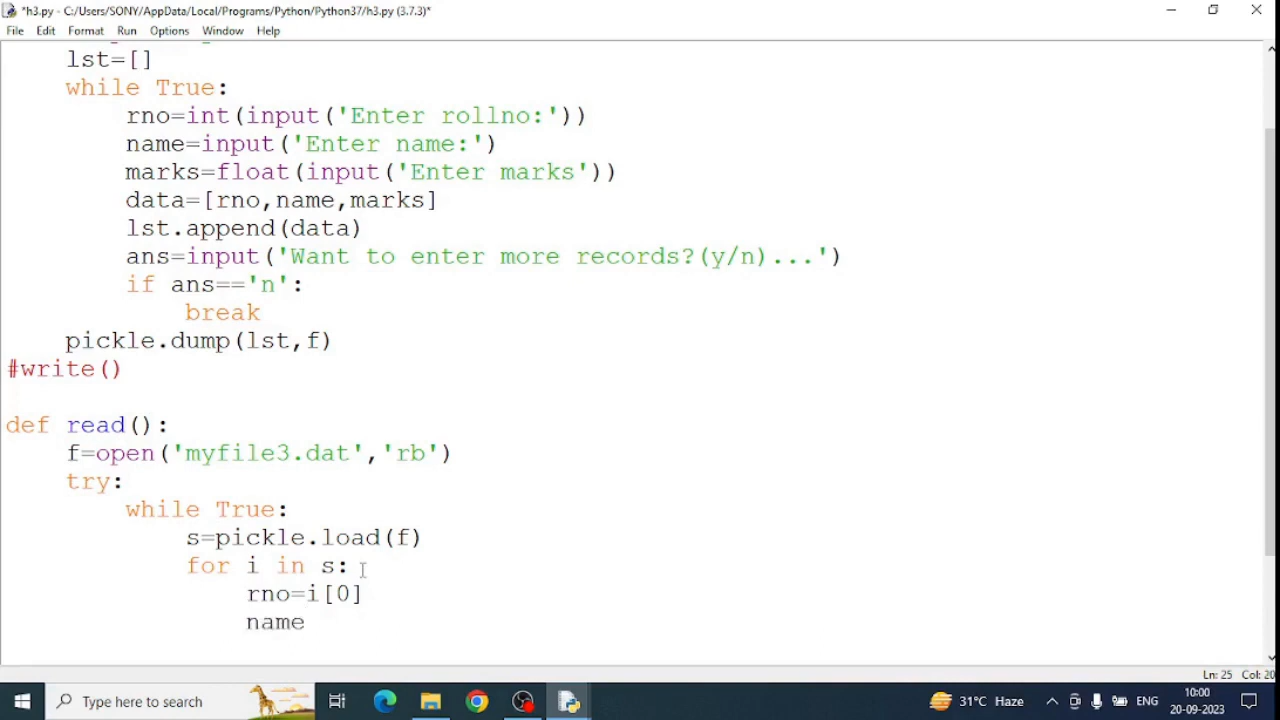 *h3.py - C:/Users/SONY/AppData/Local/Programs/Python/Python37/h3.py (3.7.3)*
File Edit Format Run Options Window Help
    lst=[]
    while True:
        rno=int(input('Enter rollno:'))
        name=input('Enter name:')
        marks=float(input('Enter marks'))
        data=[rno,name,marks]
        lst.append(data)
        ans=input('Want to enter more records?(y/n)...')
        if ans=='n':
            break
    pickle.dump(lst,f)
#write()
def read():
    f=open('myfile3.dat','rb')
    try:
        while True:
            s=pickle.load(f)
            for i in s:
                rno=i[0]
                name
Ln: 25 Col: 20
Type here to search
31°C Haze
ENG
10:00
20-09-2023